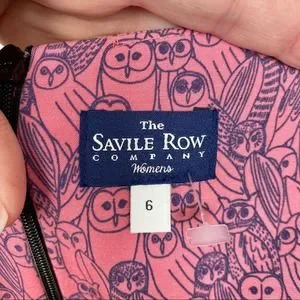 The
SAVILE ROW
COMPANY
Womens
6